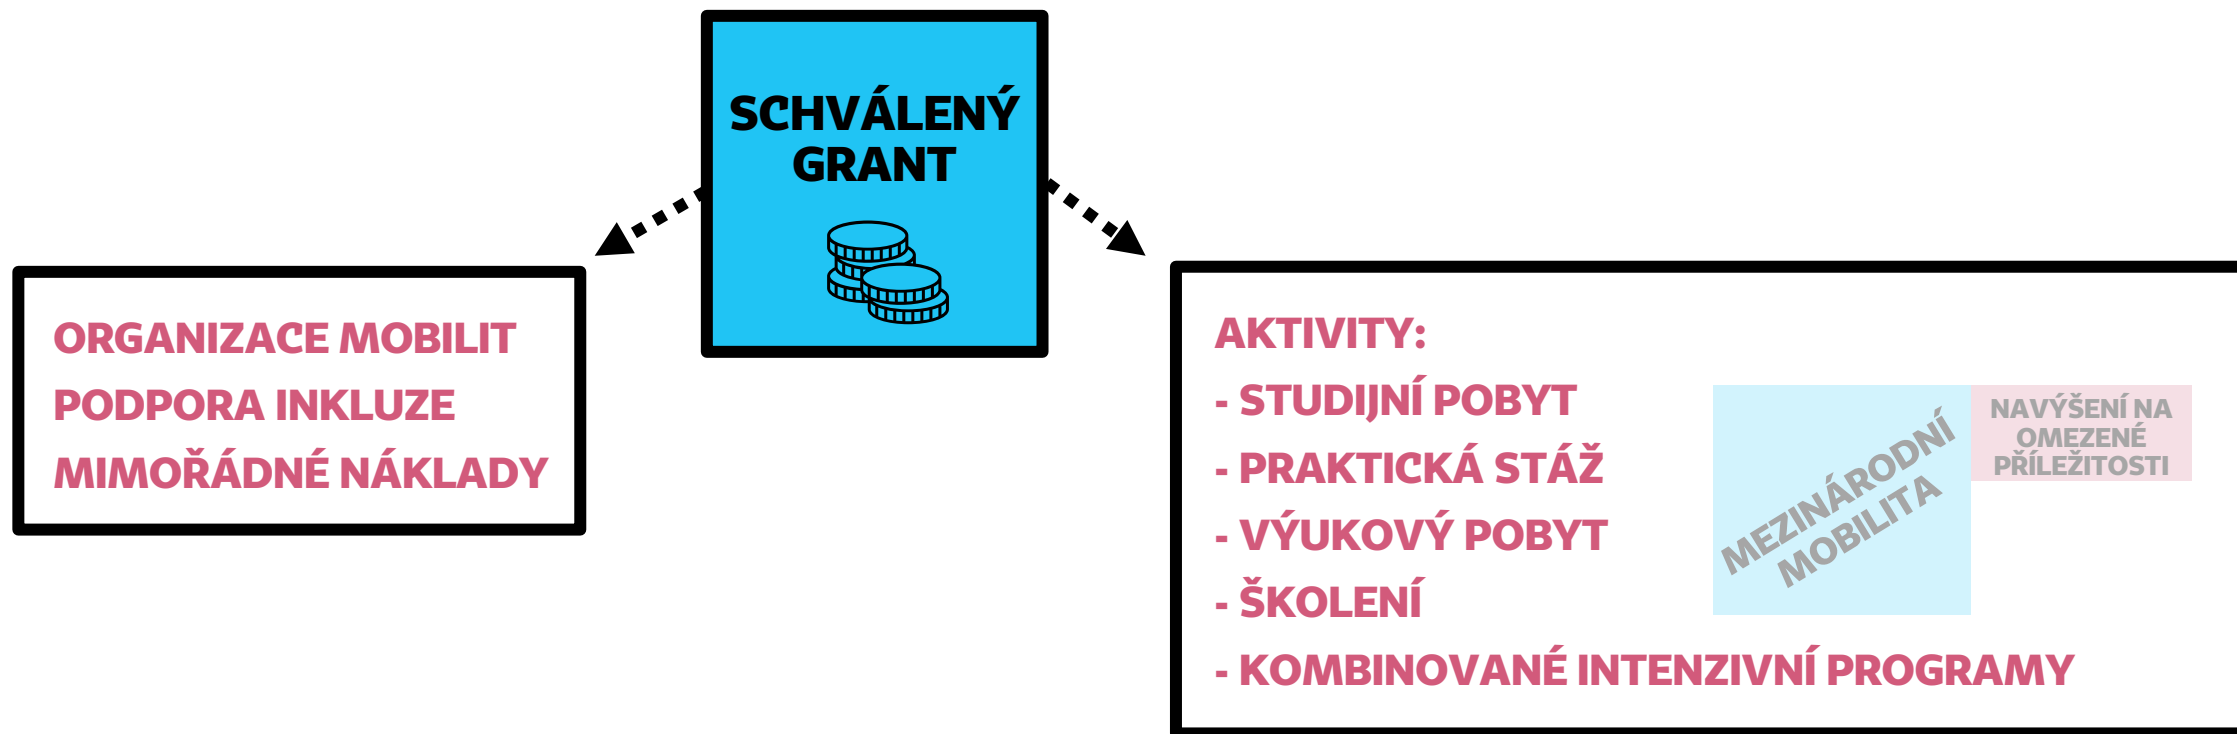 SCHVÁLENÝ
GRANT
ORGANIZACE MOBILIT
PODPORA INKLUZE
MIMOŘÁDNÉ NÁKLADY
AKTIVITY:
- STUDIJNÍ POBYT
- PRAKTICKÁ STÁŽ
- VÝUKOVÝ POBYT
- ŠKOLENÍ
- KOMBINOVANÉ INTENZIVNÍ PROGRAMY
MEZINÁRODNÍ
MOBILITA
NAVÝŠENÍ NA
OMEZENÉ
PŘÍLEŽITOSTI